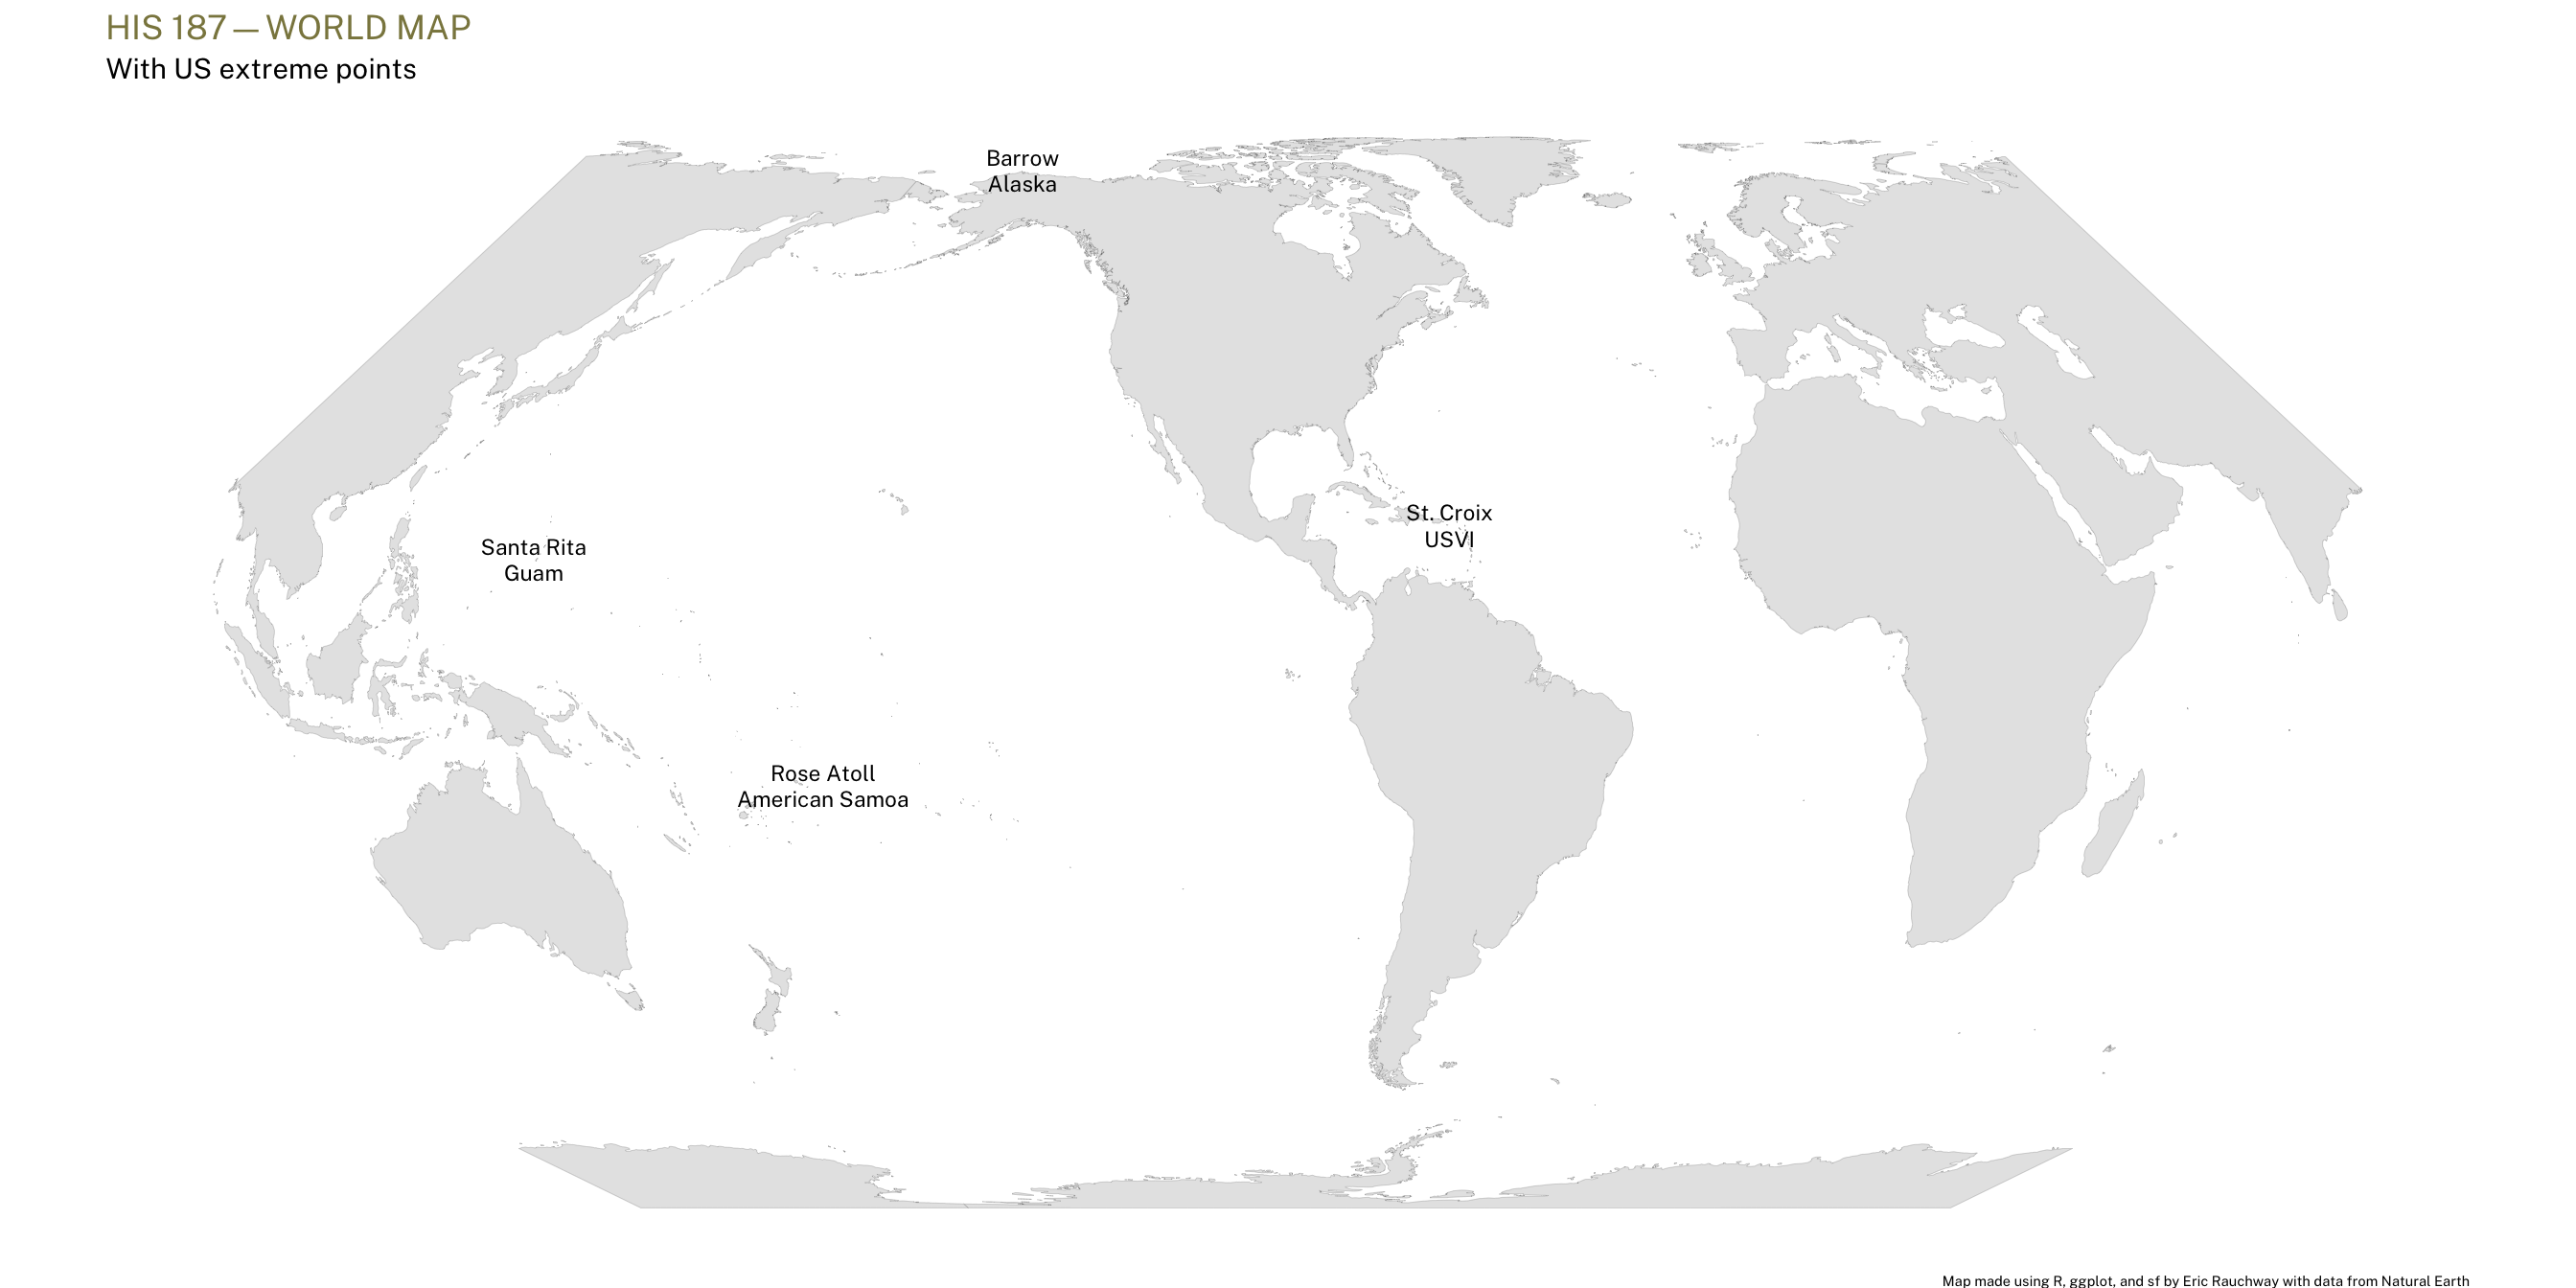 HIS 187 — WORLD MAP
With US extreme points
Barrow
Alaska
St. Croix
USVI
Santa Rita
Guam
Rose Atoll
American Samoa
Map made using R, ggplot, and sf by Eric Rauchway with data from Natural Earth